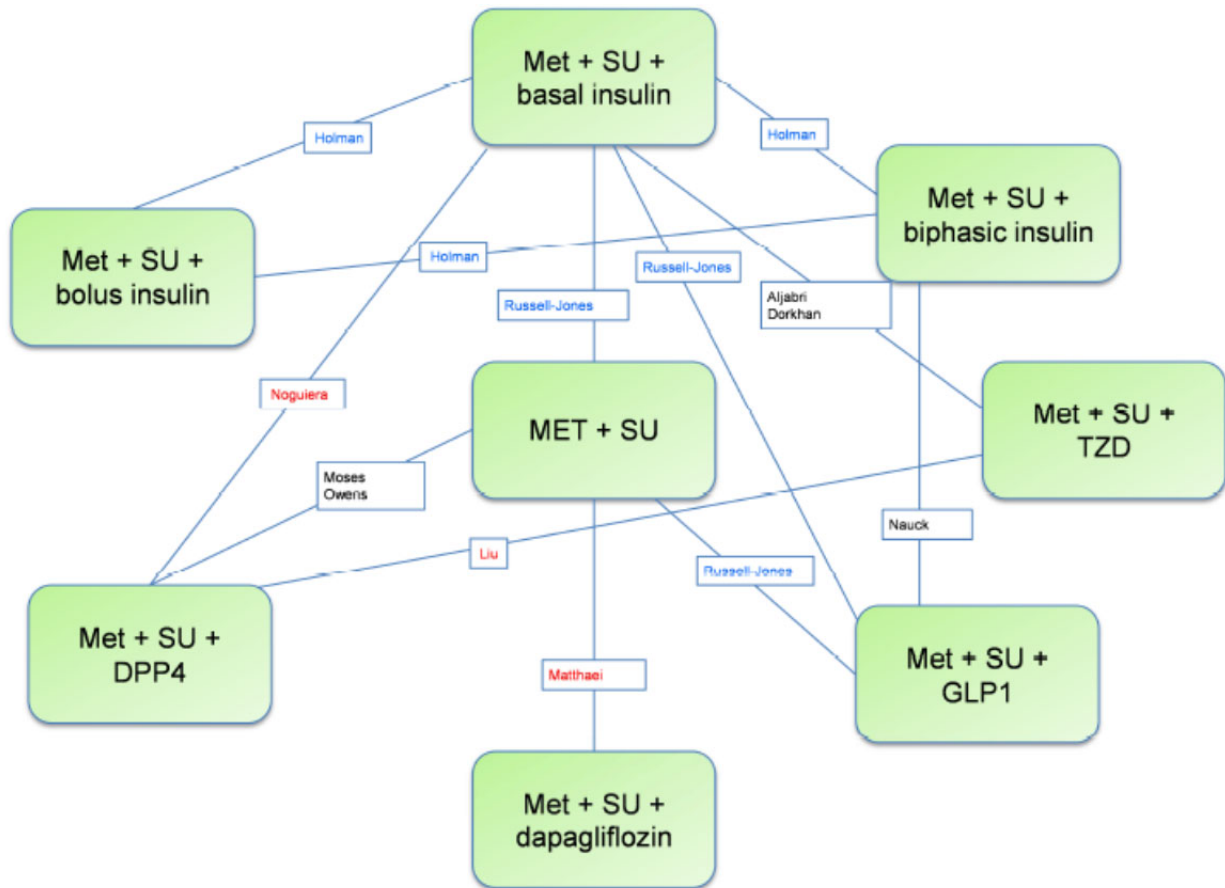 Met + SU +
basal insulin
Holman
Holman
Met + SU +
biphasic insulin
Met + SU +
bolus insulin
Holman
Russell-Jones
Russell-Jones
Aljabri
Dorkhan
Noguiera
MET + SU
Met + SU +
TZD
Moses
Owens
Nauck
Liu
Russell-Jones
Met + SU +
DPP4
Met + SU +
GLP1
Matthaei
Met + SU +
dapagliflozin